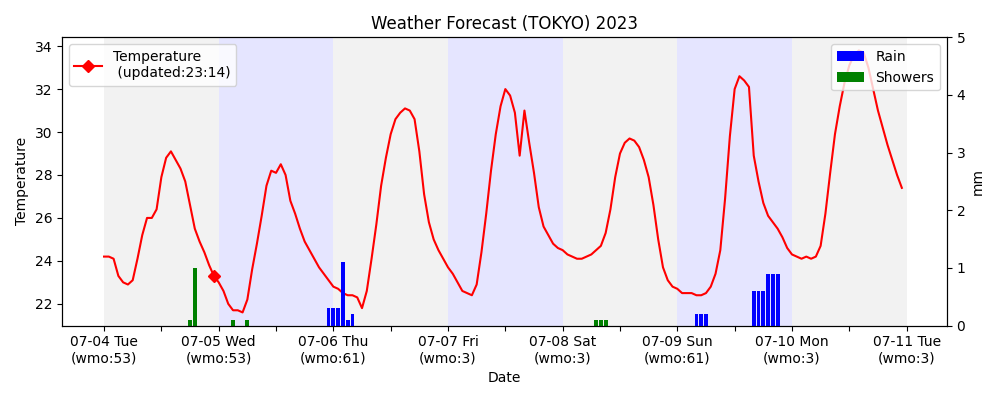 Weather Forecast (TOKYO) 2023
Temperature
(updated:23:14)
Rain
Showers
Temperature
34
32
30
28
26
24
22
5
4
3
2
1
0
mm
07-04 Tue
(wmo:53)
07-05 Wed
(wmo:53)
07-06 Thu
(wmo:61)
07-07 Fri
(wmo:3)
07-08 Sat
(wmo:3)
07-09 Sun
(wmo:61)
07-10 Mon
(wmo:3)
07-11 Tue
(wmo:3)
Date